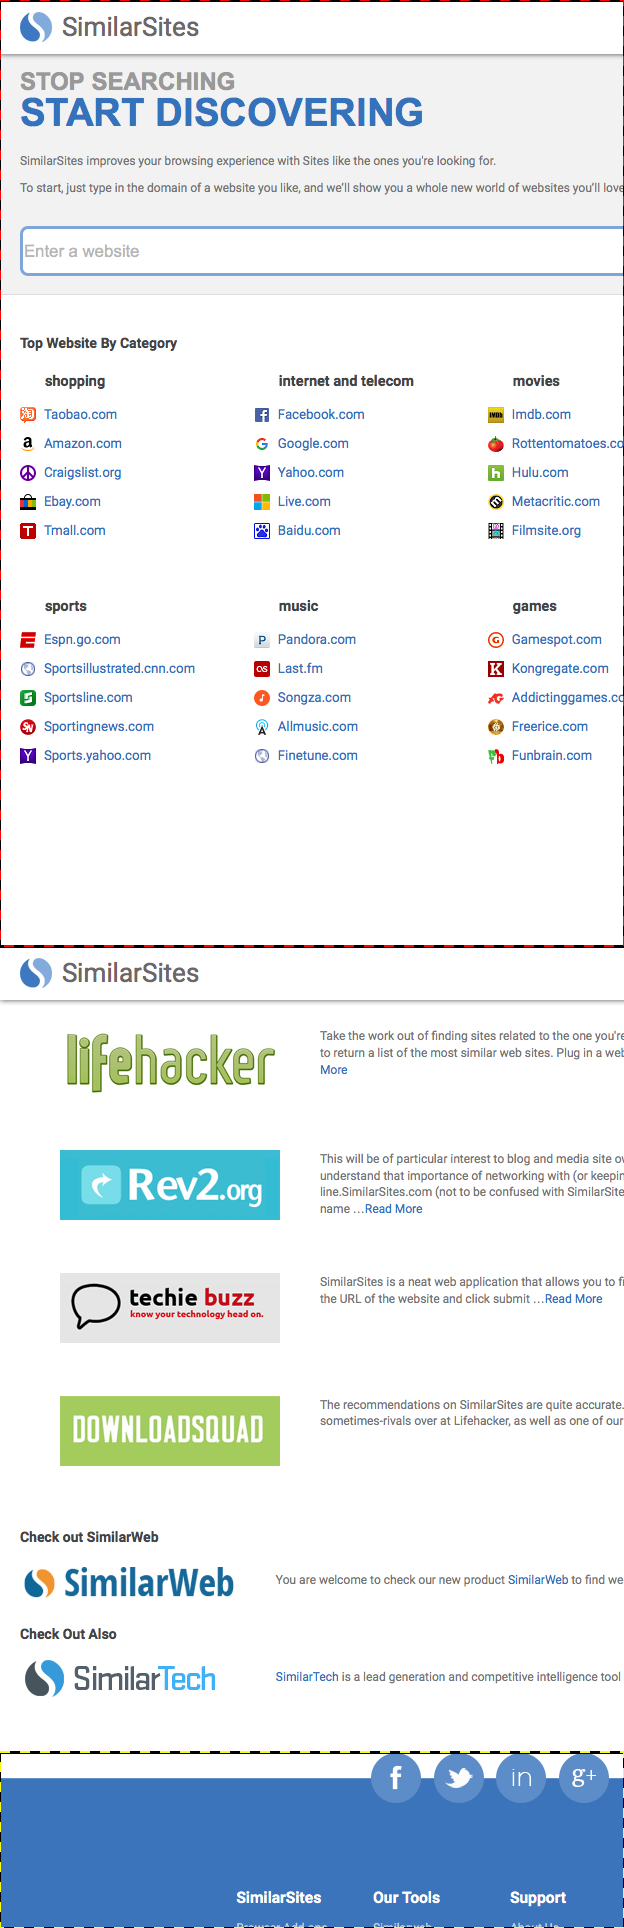 SimilarSites
STOP SEARCHING
START DISCOVERING
SimilarSites improves your browsing experience with Sites like the ones you're looking for.
To start, just type in the domain of a website you like, and we'll show you a whole new world of websites you'll love
Enter a website
Top Website By Category
shopping
Taobao.com
Amazon.com
Craigslist.org
Ebay.com
Tmall.com
internet and telecom
Facebook.com
Google.com
Yahoo.com
Live.com
Baidu.com
movies
Imdb.com
Rottentomatoes.co
Hulu.com
Metacritic.com
Filmsite.org
sports
Espn.go.com
Sportsillustrated.cnn.com
Sportsline.com
Sportingnews.com
Sports.yahoo.com
music
Pandora.com
Last.fm
Songza.com
Allmusic.com
Finetune.com
games
Gamespot.com
Kongregate.com
Addictinggames.co
Freerice.com
Funbrain.com
SimilarSites
lifehacker
Take the work out of finding sites related to the one you're
to return a list of the most similar web sites. Plug in a web
More
Rev2.org
This will be of particular interest to blog and media site ow
understand that importance of networking with (or keepin
line.SimilarSites.com (not to be confused with SimilarSite
name ...Read More
techie buzz
know your technology head on.
SimilarSites is a neat web application that allows you to fi
the URL of the website and click submit ...Read More
DOWNLOADSQUAD
The recommendations on SimilarSites are quite accurate.
sometimes-rivals over at Lifehacker, as well as one of our
Check out SimilarWeb
SimilarWeb
You are welcome to check our new product SimilarWeb to find we
Check Out Also
SimilarTech
SimilarTech is a lead generation and competitive intelligence tool
f
in
g+
SimilarSites
Our Tools
Support
Browser Add-ons
Similarweb
About Us